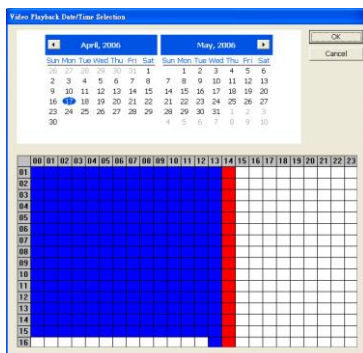 Video Playback Date/Time Selection
OK
Cancel
April, 2006
May, 2006
Sun Mon Tue Wed Thu Fri Sat Sun Mon Tue Wed Thu Fri Sat
26 27 28 29 30 31 1 1 2 3 4 5 6
2 3 4 5 6 7 8 7 8 9 10 11 12 13
9 10 11 12 13 14 15 14 15 16 17 18 19 20
16 17 18 19 20 21 22 21 22 23 24 25 26 27
23 24 25 26 27 28 29 28 29 30 31 1 2 3
30 4 5 6 7 8 9 10
00 01 02 03 04 05 06 07 08 09 10 11 12 13 14 15 16 17 18 19 20 21 22 23
01
02
03
04
05
06
07
08
09
10
11
12
13
14
15
16